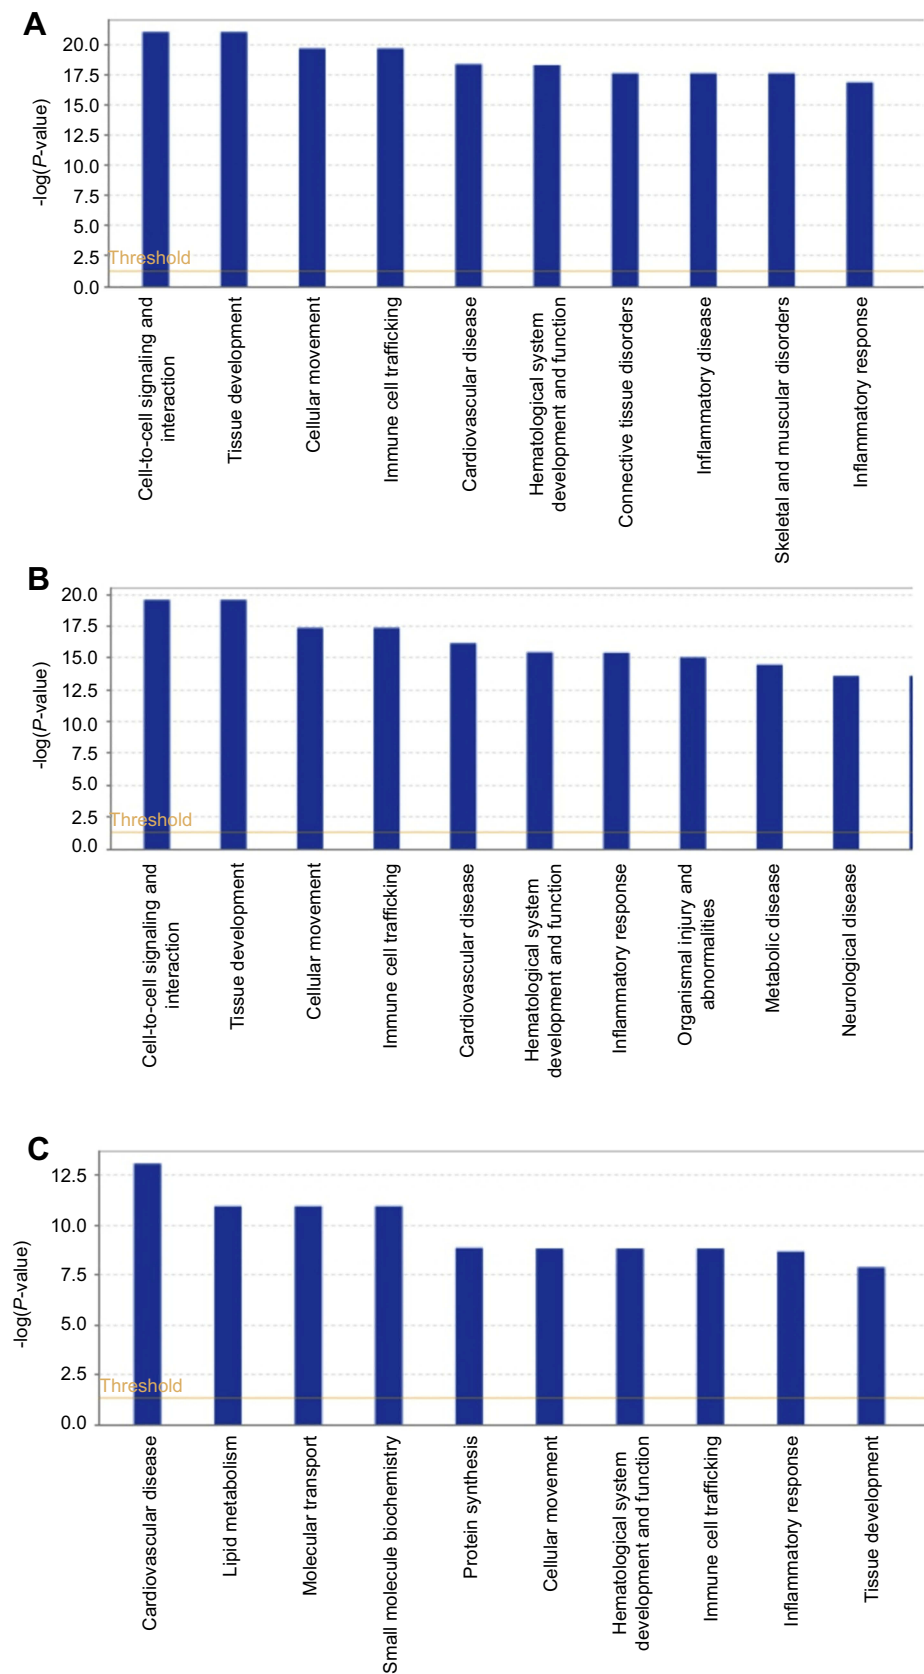 A
-log(P-value)
20.0
17.5
15.0
12.5
10.0
7.5
5.0
2.5
0.0
Threshold
Cell-to-cell signaling and
interaction
Tissue development
Cellular movement
Immune cell trafficking
Cardiovascular disease
Hematological system
development and function
Connective tissue disorders
Inflammatory disease
Skeletal and muscular disorders
Inflammatory response
B
-log(P-value)
20.0
17.5
15.0
12.5
10.0
7.5
5.0
2.5
0.0
Threshold
Cell-to-cell signaling and
interaction
Tissue development
Cellular movement
Immune cell trafficking
Cardiovascular disease
Hematological system
development and function
Inflammatory response
Organismal injury and
abnormalities
Metabolic disease
Neurological disease
C
-log(P-value)
12.5
10.0
7.5
5.0
2.5
0.0
Threshold
Cardiovascular disease
Lipid metabolism
Molecular transport
Small molecule biochemistry
Protein synthesis
Cellular movement
Hematological system
development and function
Immune cell trafficking
Inflammatory response
Tissue development